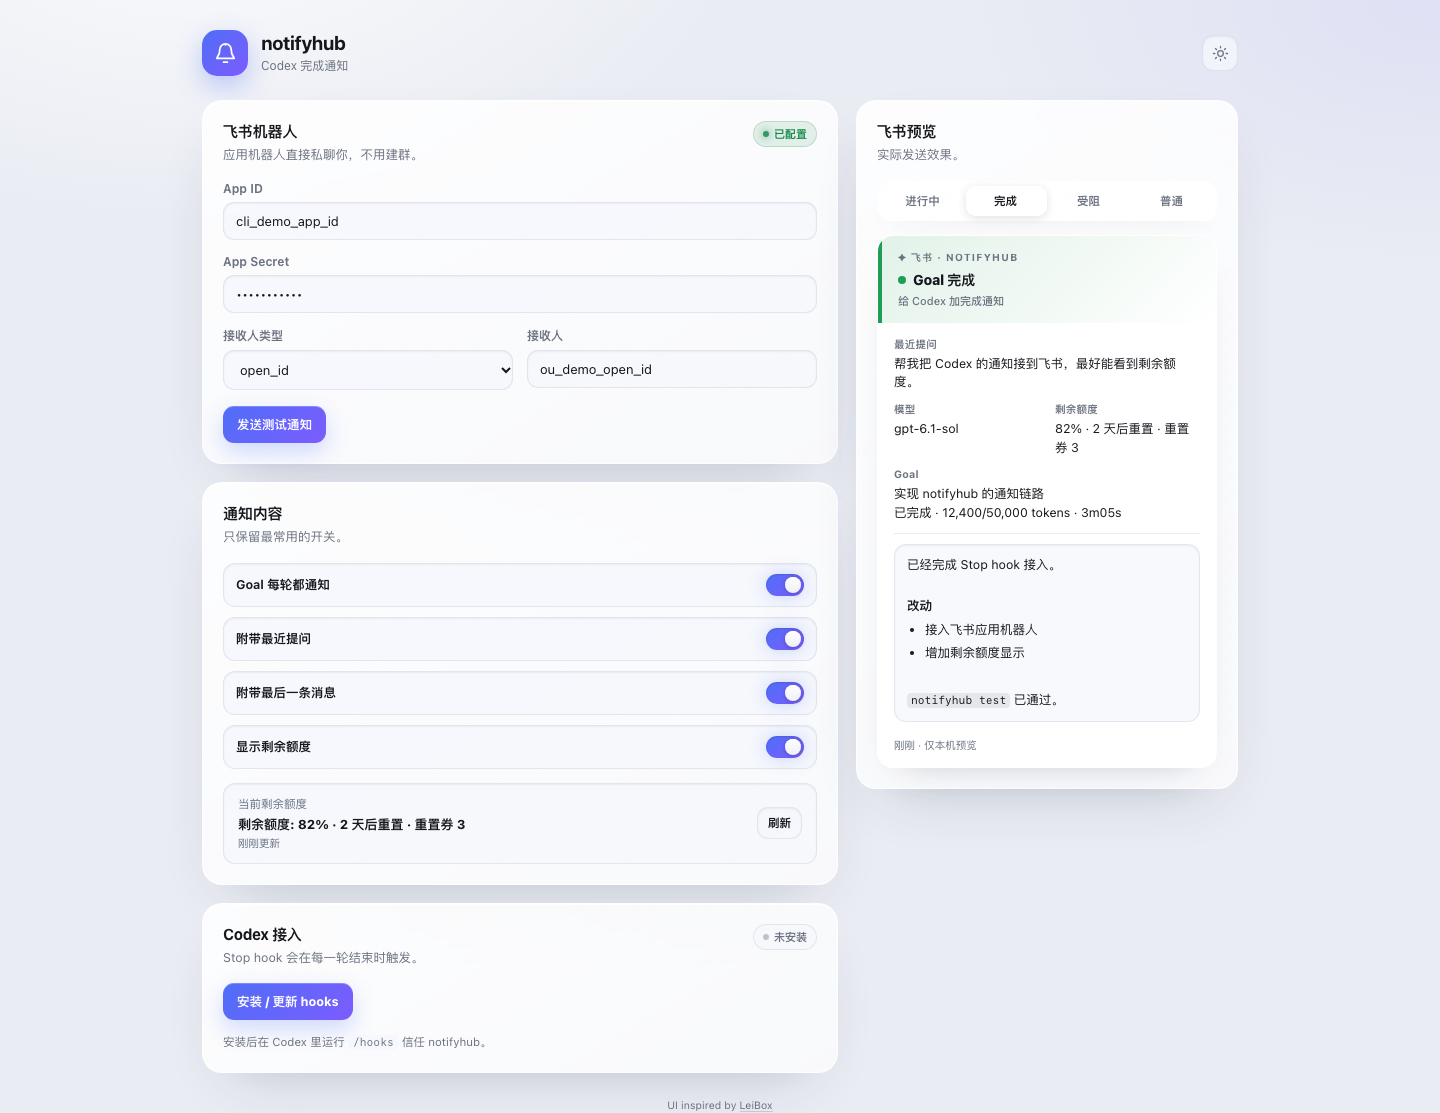 notifyhub
Codex 完成通知
飞书机器人
已配置
应用机器人直接私聊你，不用建群。
App ID
cli_demo_app_id
App Secret
•••••••••••
接收人类型
接收人
open_id
ou_demo_open_id
发送测试通知
通知内容
只保留最常用的开关。
Goal 每轮都通知
附带最近提问
附带最后一条消息
显示剩余额度
当前剩余额度
剩余额度: 82% · 2 天后重置 · 重置券 3
刚刚更新
刷新
Codex 接入
未安装
Stop hook 会在每一轮结束时触发。
安装 / 更新 hooks
安装后在 Codex 里运行 /hooks 信任 notifyhub。
飞书预览
实际发送效果。
进行中
完成
受阻
普通
✦ 飞书 · NOTIFYHUB
Goal 完成
给 Codex 加完成通知
最近提问
帮我把 Codex 的通知接到飞书，最好能看到剩余额
度。
模型
剩余额度
gpt-6.1-sol
82% · 2 天后重置 · 重置
券 3
Goal
实现 notifyhub 的通知链路
已完成 · 12,400/50,000 tokens · 3m05s
已经完成 Stop hook 接入。
改动
• 接入飞书应用机器人
• 增加剩余额度显示
notifyhub test 已通过。
刚刚 · 仅本机预览
UI inspired by LeiBox